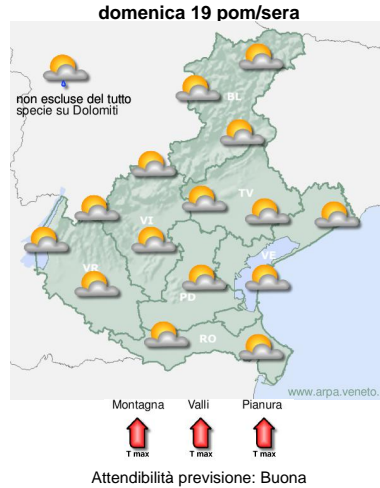 domenica 19 pom/sera
non escluse del tutto
specie su Dolomiti
BL
TV
VI
VE
VR
PD
RO
www.arpa.veneto.
Montagna Valli Pianura
T max T max T max
Attendibilità previsione: Buona